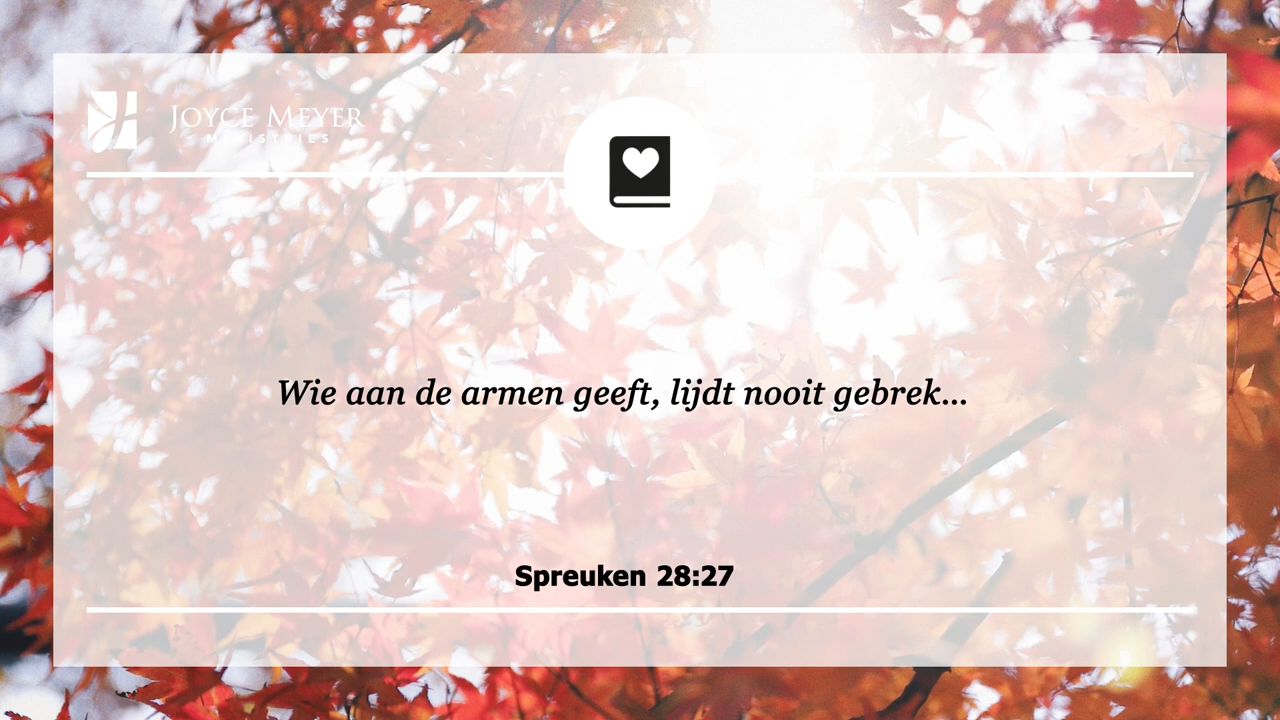 JOYCE MEYER
MINISTRIES
Wie aan de armen geeft, lijdt nooit gebrek...
Spreuken 28:27